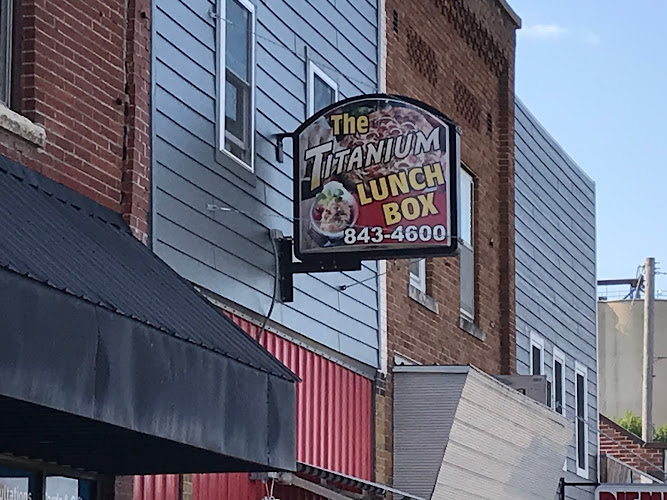 The
TITANIUM
LUNCH
BOX
843-4600